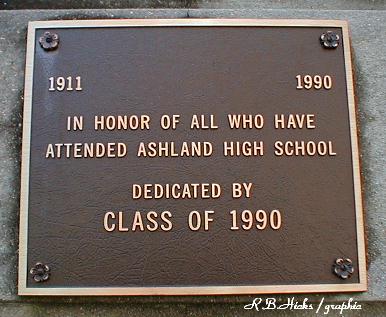 1911 1990
IN HONOR OF ALL WHO HAVE
ATTENDED ASHLAND HIGH SCHOOL
DEDICATED BY
CLASS OF 1990
R.B.Hicks/graphic